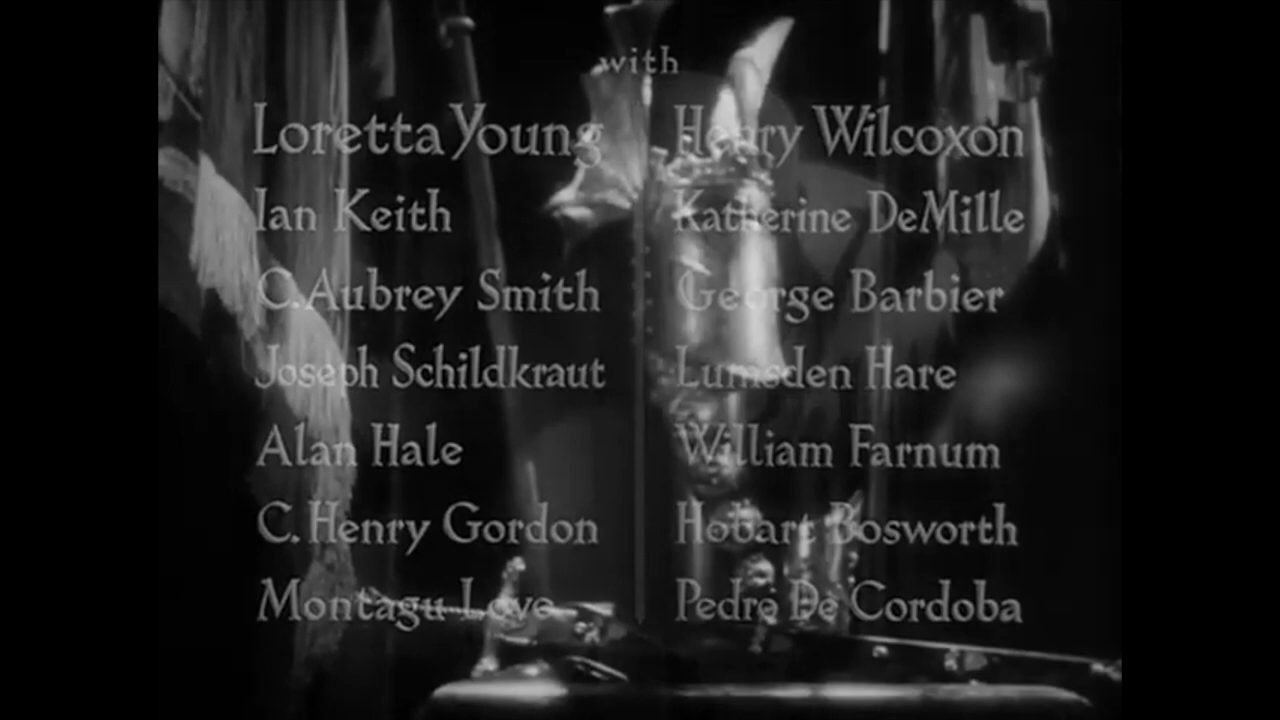 with
Loretta Young
Henry Wilcoxon
Ian Keith
Katherine DeMille
C. Aubrey Smith
George Barbier
Joseph Schildkraut
Lumsden Hare
Alan Hale
William Farnum
C. Henry Gordon
Hobart Bosworth
Montagu Love
Pedro De Cordoba